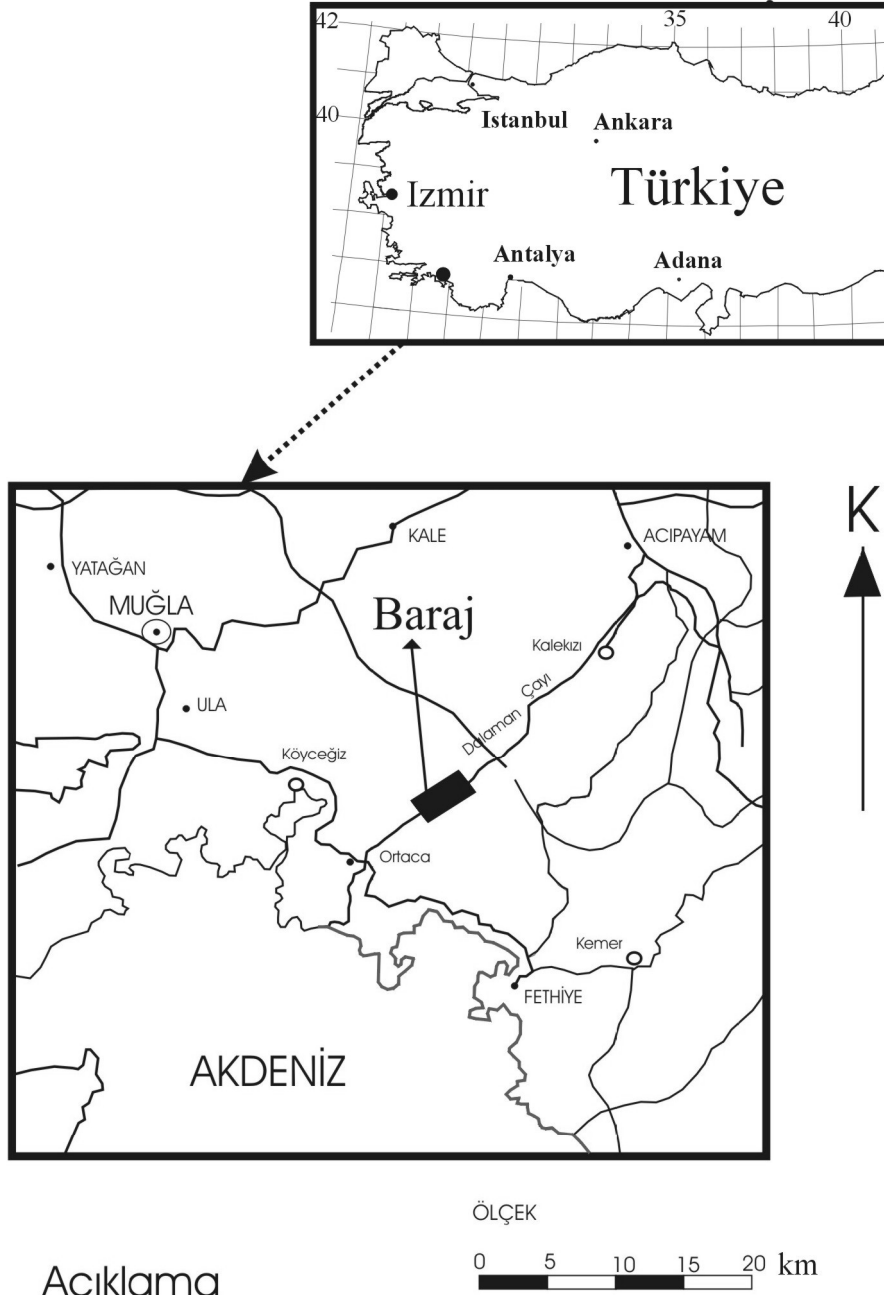 42
35
40
40
Istanbul
Ankara
Türkiye
Izmir
Antalya
Adana
K
KALE
ACIPAYAM
YATAĞAN
MUĞLA
Baraj
Kalekızı
Dalaman Çayı
ULA
Köyceğiz
Ortaca
Kemer
FETHİYE
AKDENİZ
ÖLÇEK
0 5 10 15 20 km
Açıklama